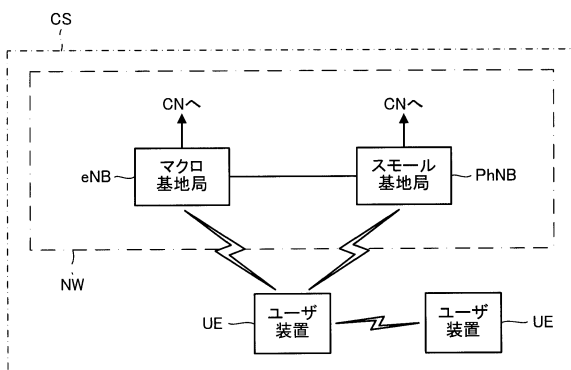 CS
CNへ
CNへ
eNB
マクロ
基地局
スモール
基地局
PhNB
NW
UE
ユーザ
装置
ユーザ
装置
UE